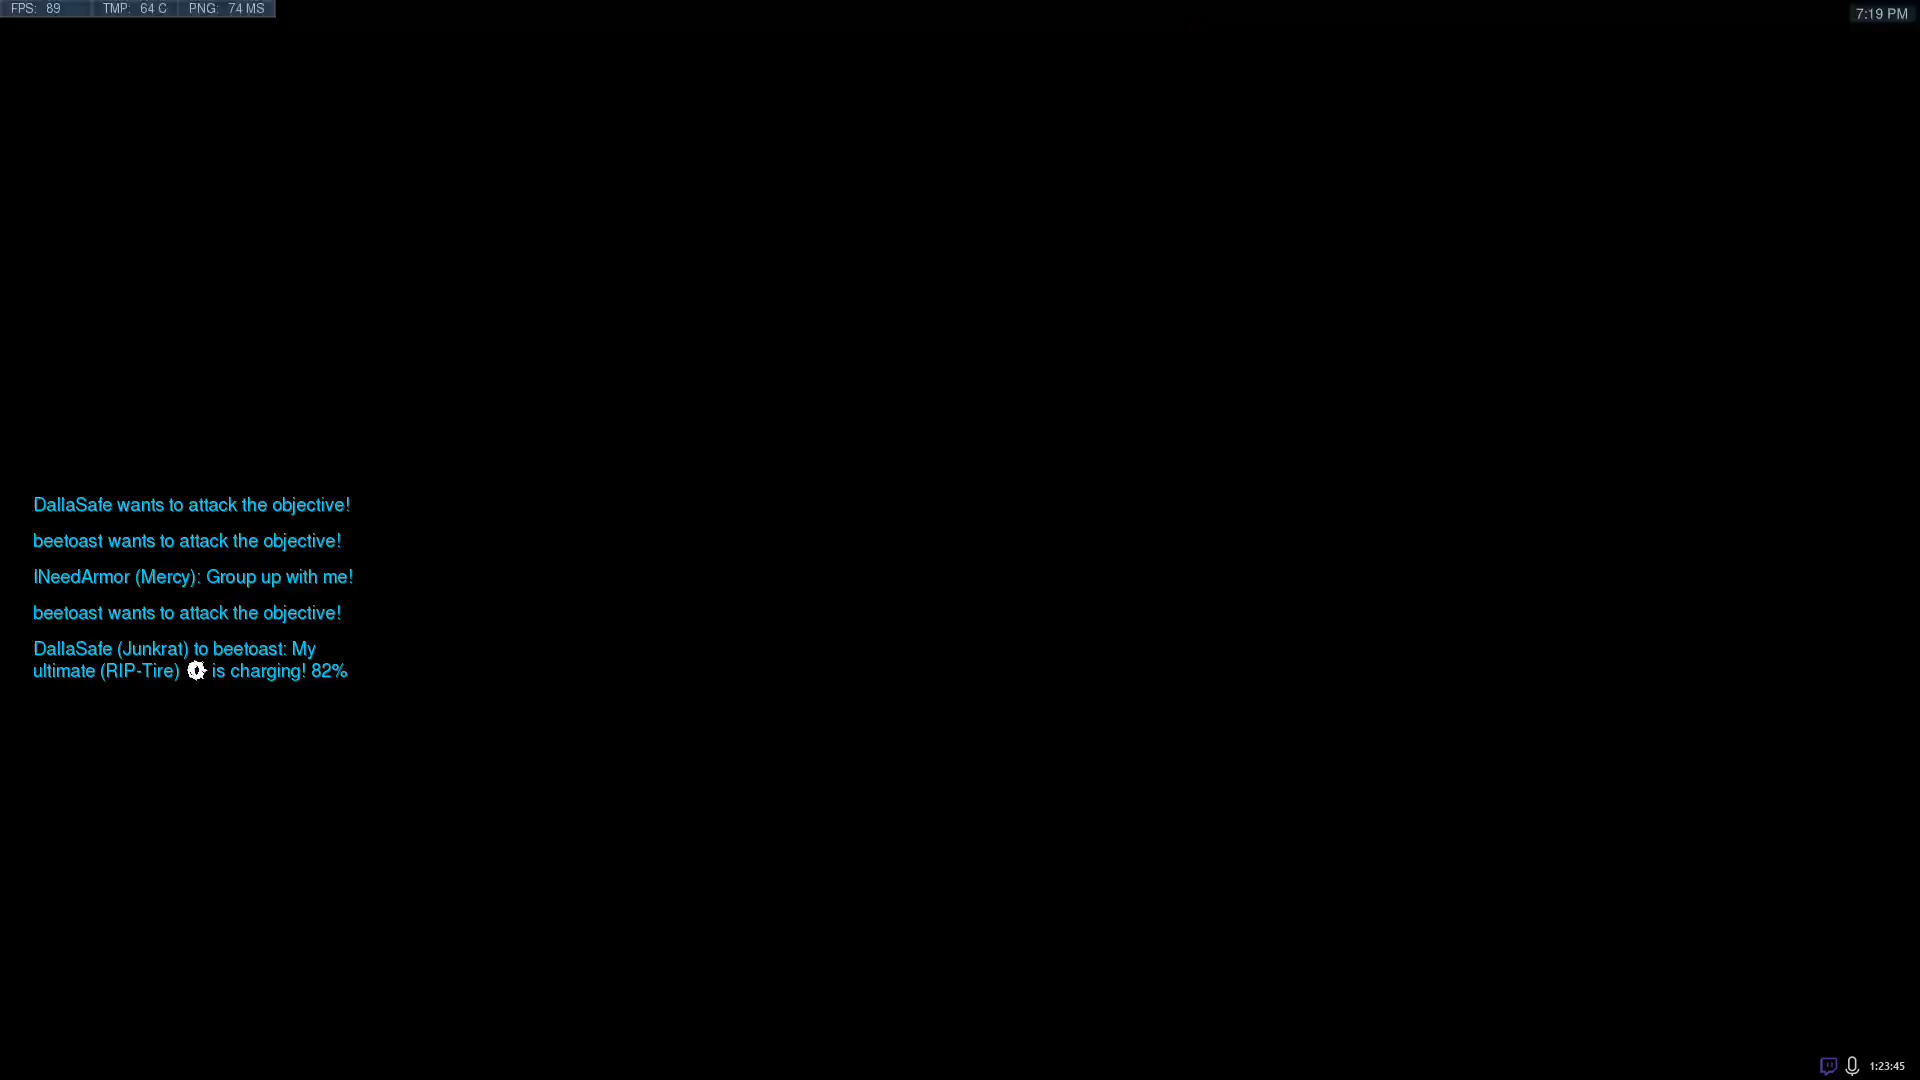 FPS: 89 TMP: 64 C PNG: 74 MS
7:19 PM
DallaSafe wants to attack the objective!
beetoast wants to attack the objective!
INeedArmor (Mercy): Group up with me!
beetoast wants to attack the objective!
DallaSafe (Junkrat) to beetoast: My
ultimate (RIP-Tire) is charging! 82%
1:23:45